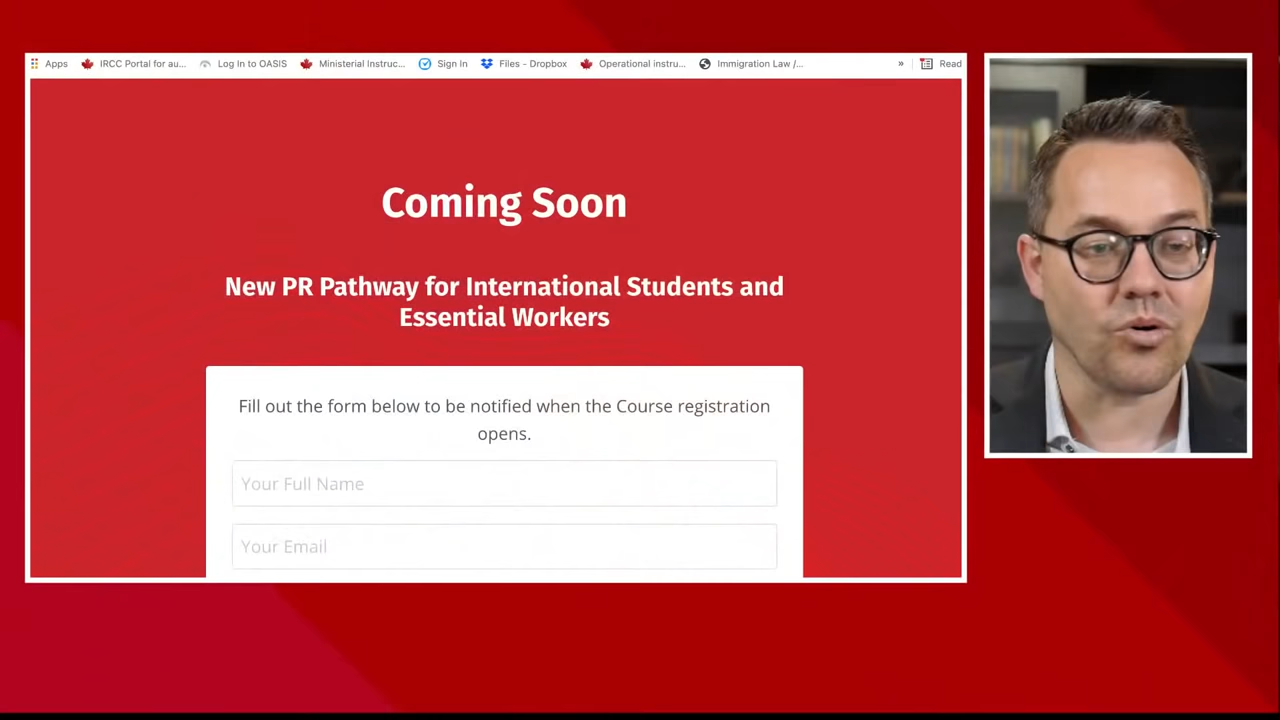 Apps IRCC Portal for au... Log In to OASIS Ministerial Instruc... Sign In Files - Dropbox Operational instru... Immigration Law /... » Read
Coming Soon
New PR Pathway for International Students and
Essential Workers
Fill out the form below to be notified when the Course registration
opens.
Your Full Name
Your Email